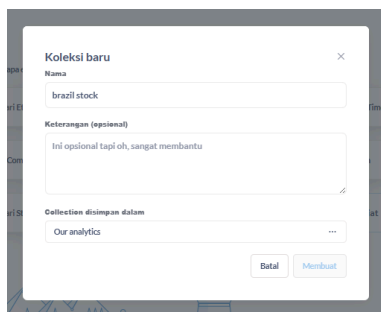 Koleksi baru
Nama
brazil stock
Keterangan (opsional)
Ini opsional tapi oh, sangat membantu
Collection disimpan dalam
Our analytics
Batal
Membuat